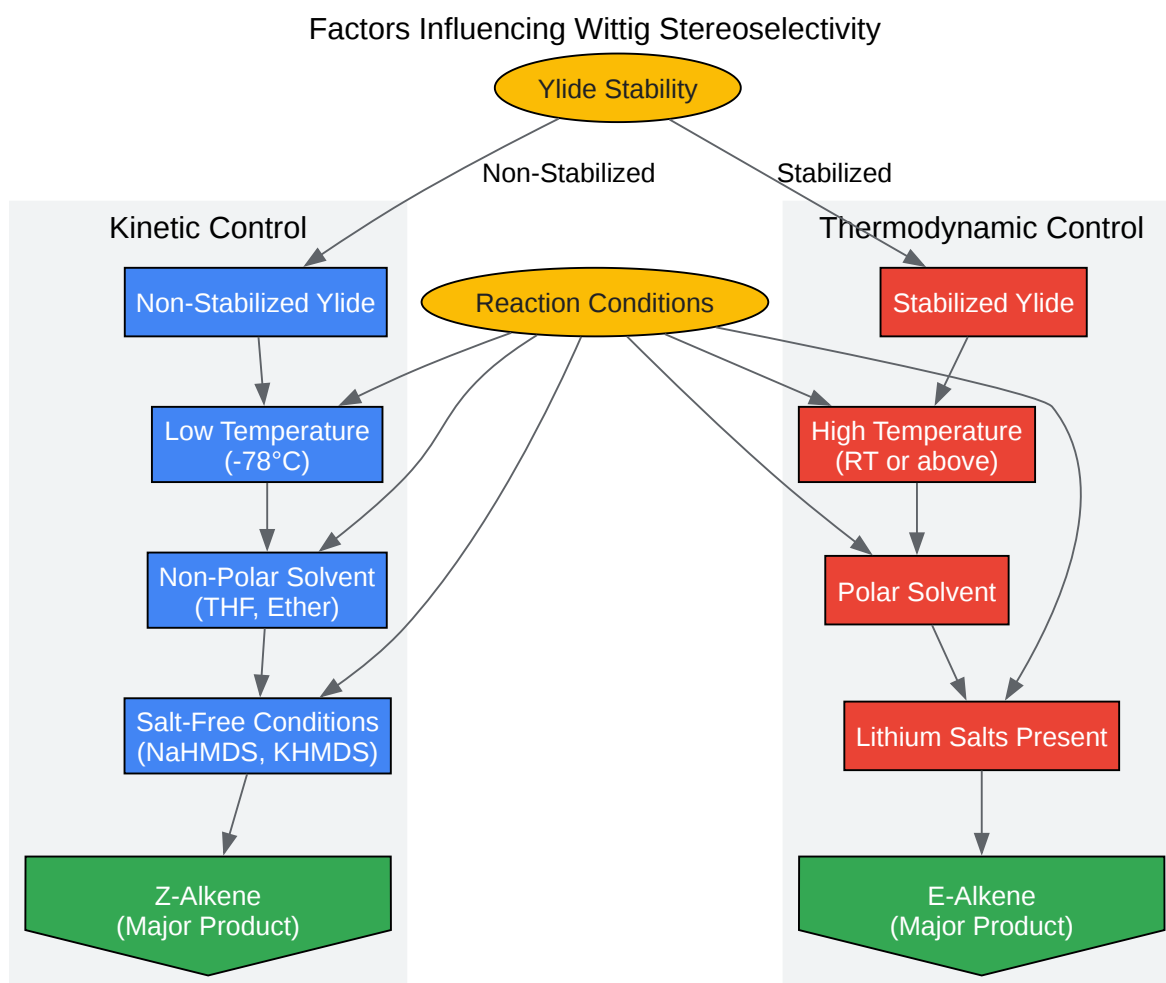 Factors Influencing Wittig Stereoselectivity
Ylide Stability
Non-Stabilized
Stabilized
Kinetic Control
Thermodynamic Control
Non-Stabilized Ylide
Reaction Conditions
Stabilized Ylide
Low Temperature
(-78°C)
High Temperature
(RT or above)
Non-Polar Solvent
(THF, Ether)
Polar Solvent
Salt-Free Conditions
(NaHMDS, KHMDS)
Lithium Salts Present
Z-Alkene
(Major Product)
E-Alkene
(Major Product)